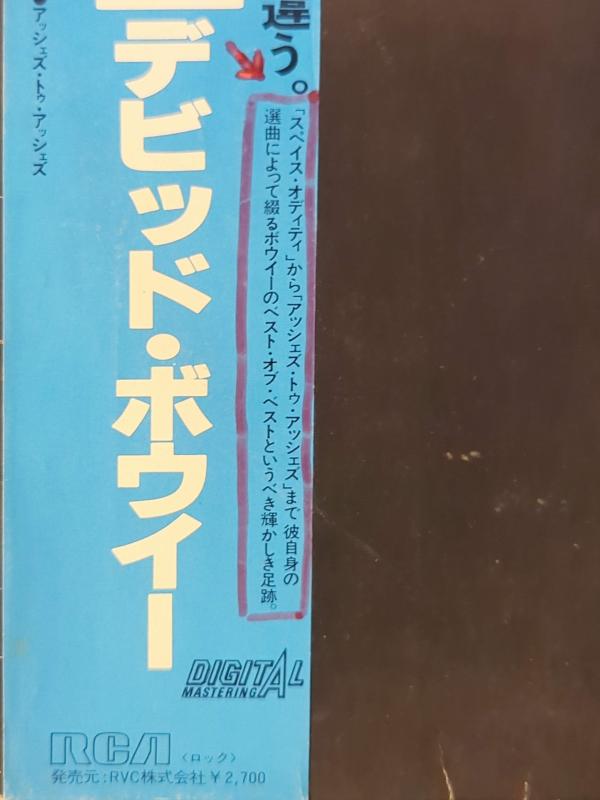 違う。
「スペイス・オディティ」から「アッシェズ・トゥ・アッシェズ」まで彼自身の
選曲によって綴るボウイーのベスト・オブ・ベストというべき輝かしき足跡。
デビッド・ボウイー
●アッシェズ・トゥ・アッシェズ
DIGITAL
MASTERING
RCA〈ロック〉
発売元:RVC株式会社￥2,700